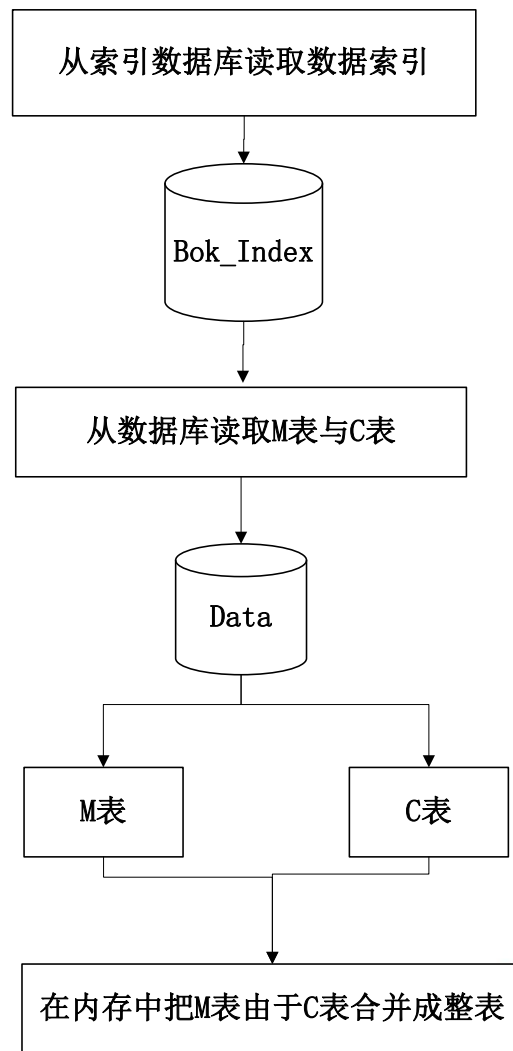 从索引数据库读取数据索引
Bok_Index
从数据库读取M表与C表
Data
M表
C表
在内存中把M表由于C表合并成整表